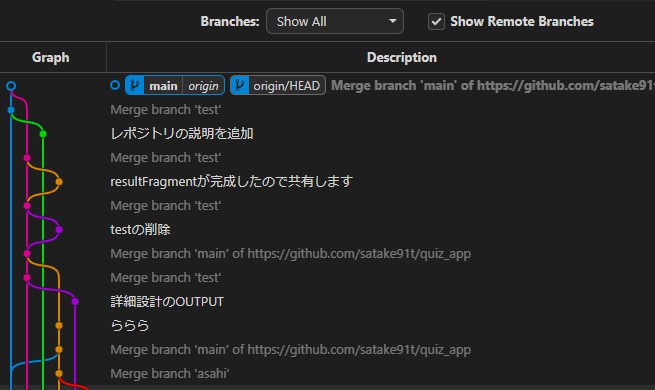 Branches: Show All Show Remote Branches
Graph Description
main origin origin/HEAD Merge branch 'main' of https://github.com/satake91
Merge branch 'test'
レポジトリの説明を追加
Merge branch 'test'
resultFragmentが完成したので共有します
Merge branch 'test'
testの削除
Merge branch 'main' of https://github.com/satake91t/quiz_app
Merge branch 'test'
詳細設計のOUTPUT
ららら
Merge branch 'main' of https://github.com/satake91t/quiz_app
Merge branch 'asahi'